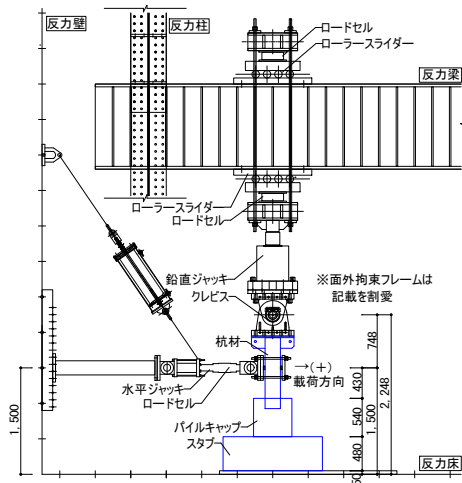 反力壁
反力柱
ロードセル
ローラースライダー
反力梁
ローラースライダー
ロードセル
鉛直ジャッキ
クレビス
※面外拘束フレームは
記載を割愛
杭材
→(+)
載荷方向
水平ジャッキ
ロードセル
パイルキャップ
スタブ
反力床
1,500
748
430
540
480
60
1,500
2,248